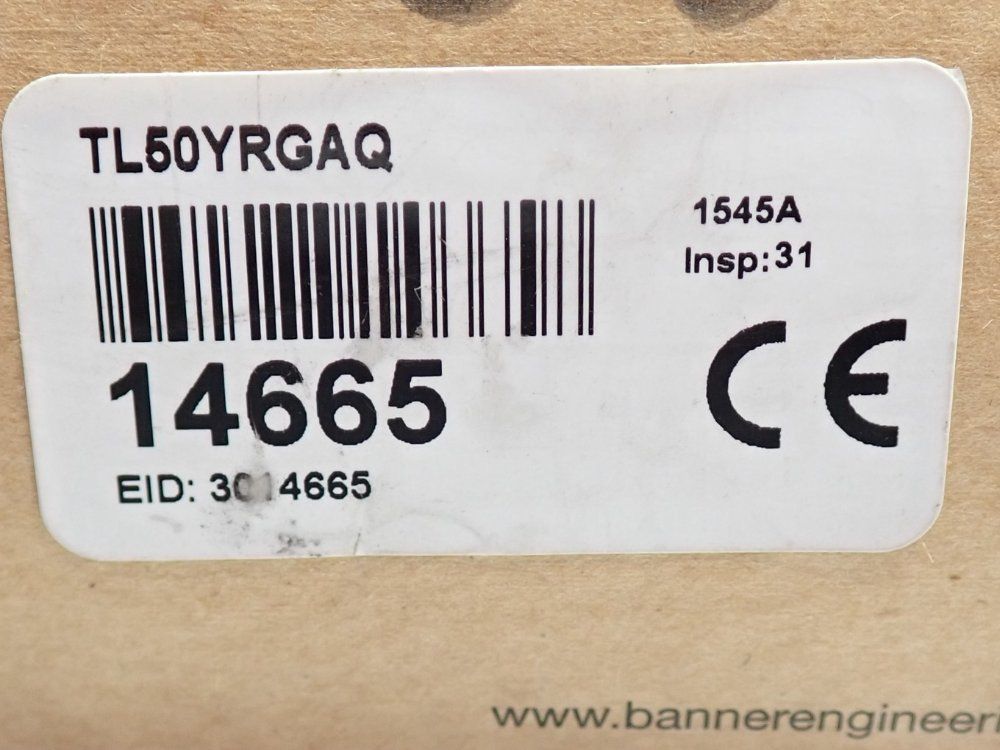 TL50YRGAQ
1545A
Insp:31
14665
EID:
CE
www.bannerengineeri